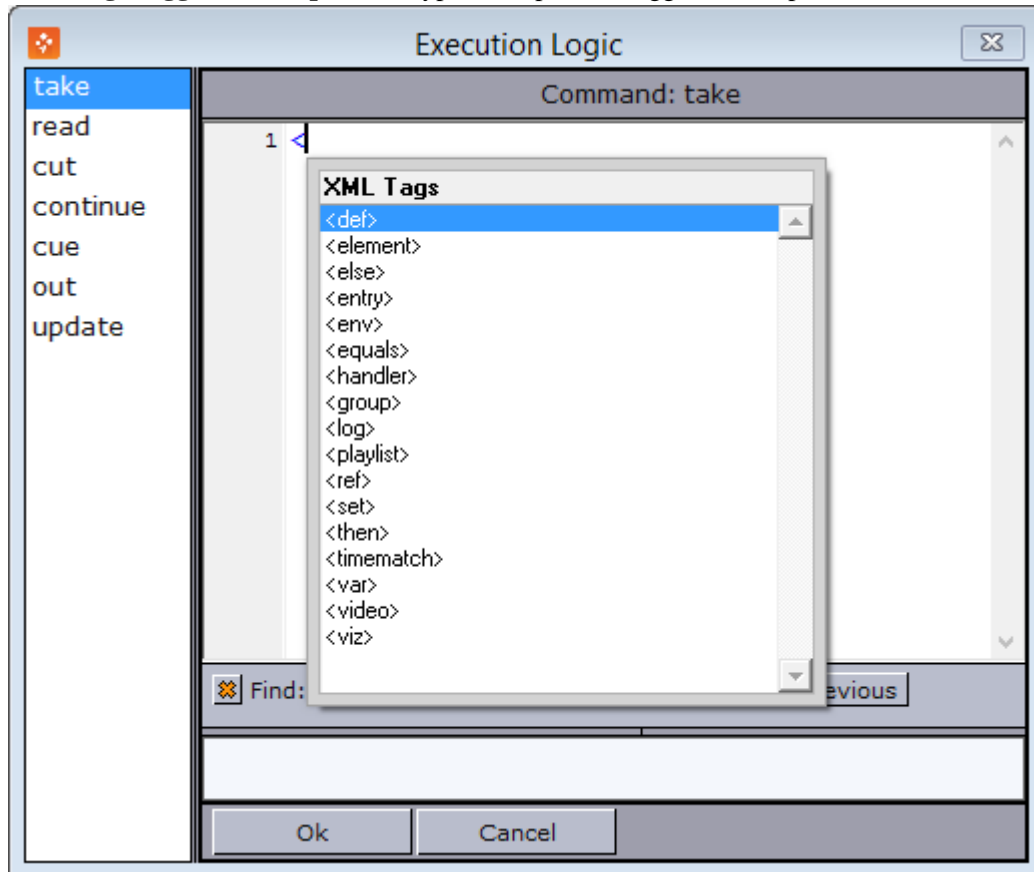 Execution Logic
take
read
cut
continue
cue
out
update
Command: take
1 <
XML Tags
<def>
<element>
<else>
<entry>
<env>
<equals>
<handler>
<group>
<log>
<playlist>
<ref>
<set>
<then>
<timematch>
<var>
<video>
<viz>
Find:
evious
Ok
Cancel